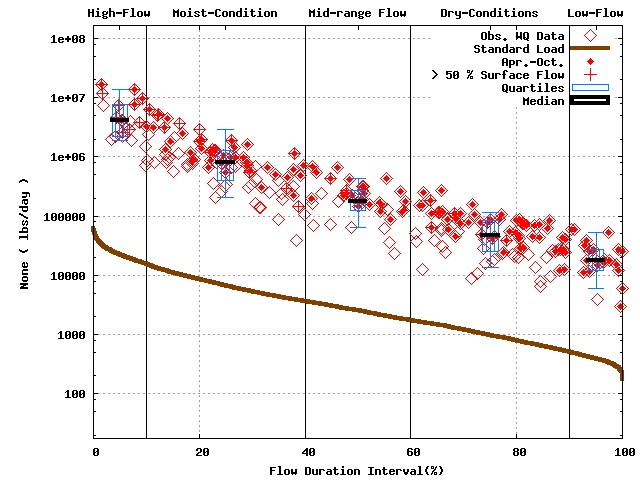 High-Flow Moist-Condition Mid-range Flow Dry-Conditions Low-Flow
1e+08
Obs. WQ Data
Standard Load
Apr.-Oct.
> 50 % Surface Flow
Quartiles
Median
1e+07
1e+06
100000
10000
1000
100
None ( lbs/day )
0 20 40 60 80 100
Flow Duration Interval(%)